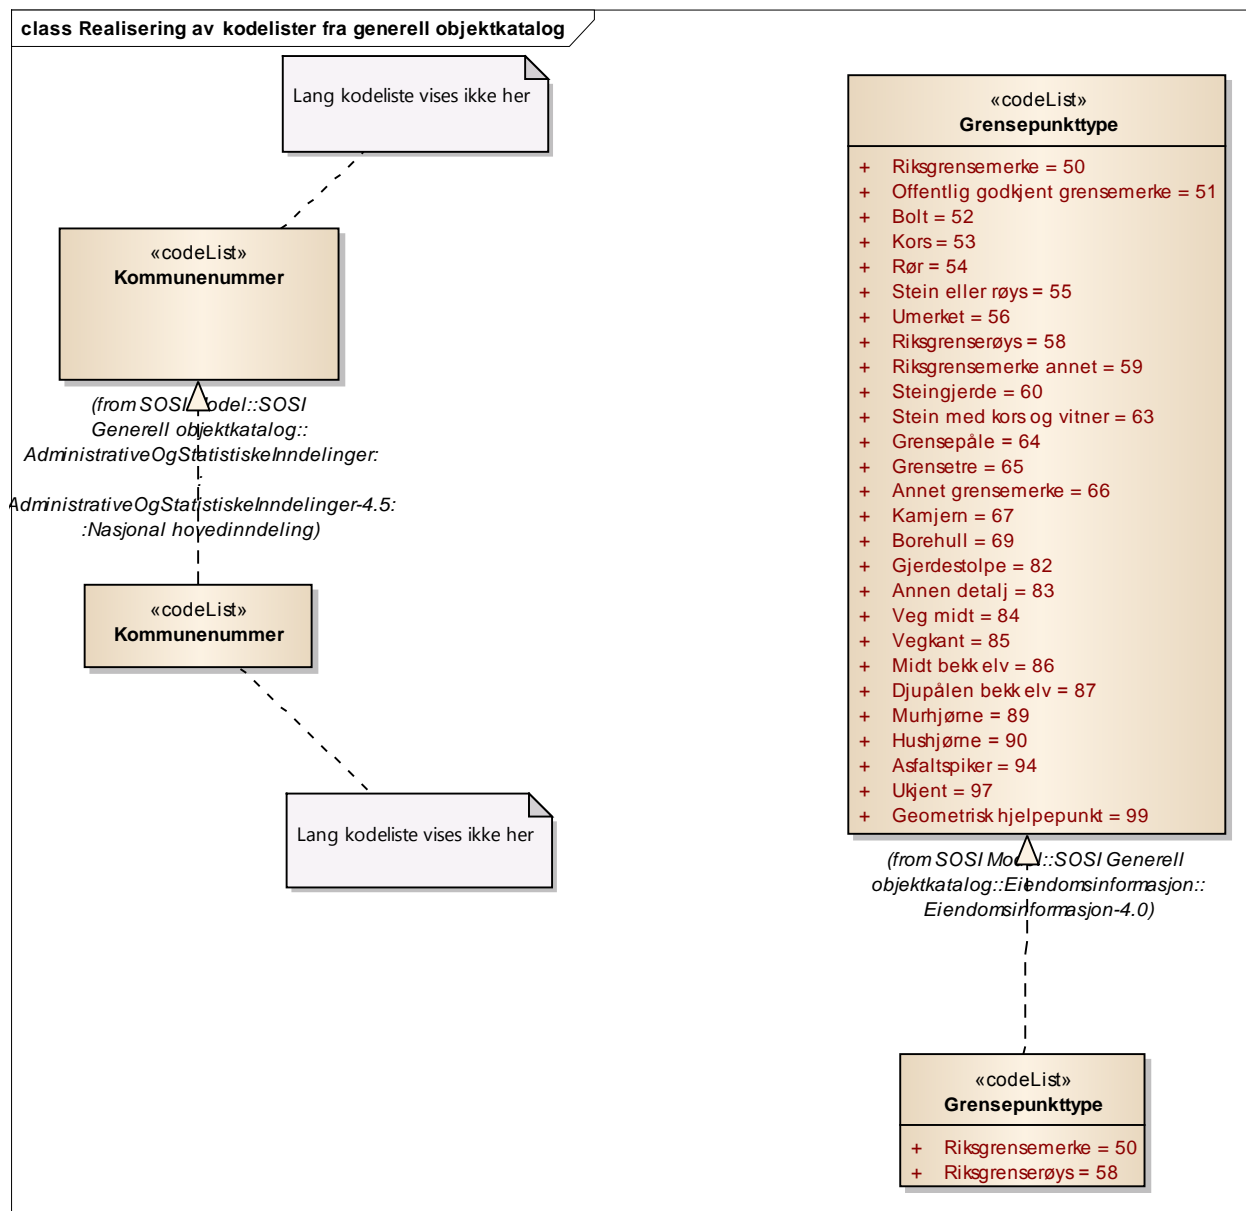 class Realisering av kodelister fra generell objektkatalog
Lang kodeliste vises ikke her
«codeList»
Kommunenummer
(from SOSI Model::SOSI
Generell objektkatalog::
AdministrativeOgStatistiskeInndelinger:
:
AdministrativeOgStatistiskeInndelinger-4.5:
:Nasjonal hovedinndeling)
«codeList»
Kommunenummer
Lang kodeliste vises ikke her
«codeList»
Grensepunkttype
+ Riksgrensemerke = 50
+ Offentlig godkjent grensemerke = 51
+ Bolt = 52
+ Kors = 53
+ Rør = 54
+ Stein eller røys = 55
+ Umerket = 56
+ Riksgrenserøys = 58
+ Riksgrensemerke annet = 59
+ Steingjerde = 60
+ Stein med kors og vitner = 63
+ Grensepåle = 64
+ Grensetre = 65
+ Annet grensemerke = 66
+ Kamjern = 67
+ Borehull = 69
+ Gjerdestolpe = 82
+ Annen detalj = 83
+ Veg midt = 84
+ Vegkant = 85
+ Midt bekk elv = 86
+ Djupålen bekk elv = 87
+ Murhjørne = 89
+ Hushjørne = 90
+ Asfaltspiker = 94
+ Ukjent = 97
+ Geometrisk hjelpepunkt = 99
(from SOSI Model::SOSI Generell
objektkatalog::Eiendomsinformasjon::
Eiendomsinformasjon-4.0)
«codeList»
Grensepunkttype
+ Riksgrensemerke = 50
+ Riksgrenserøys = 58